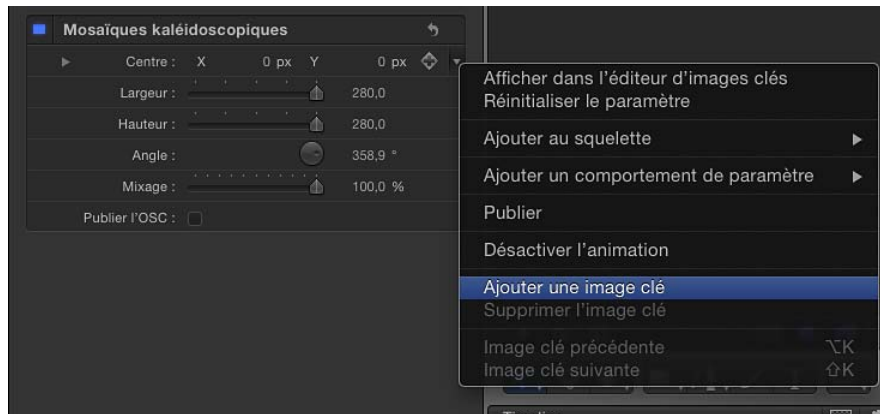 Mosaïques kaléidoscopiques
Centre : X 0 px Y 0 px
Largeur : 280,0
Hauteur : 280,0
Angle : 358,9 °
Mixage : 100,0 %
Publier l'OSC :
Afficher dans l'éditeur d'images clés
Réinitialiser le paramètre
Ajouter au squelette
Ajouter un comportement de paramètre
Publier
Désactiver l'animation
Ajouter une image clé
Supprimer l'image clé
Image clé précédente ⌥K
Image clé suivante ⇧K